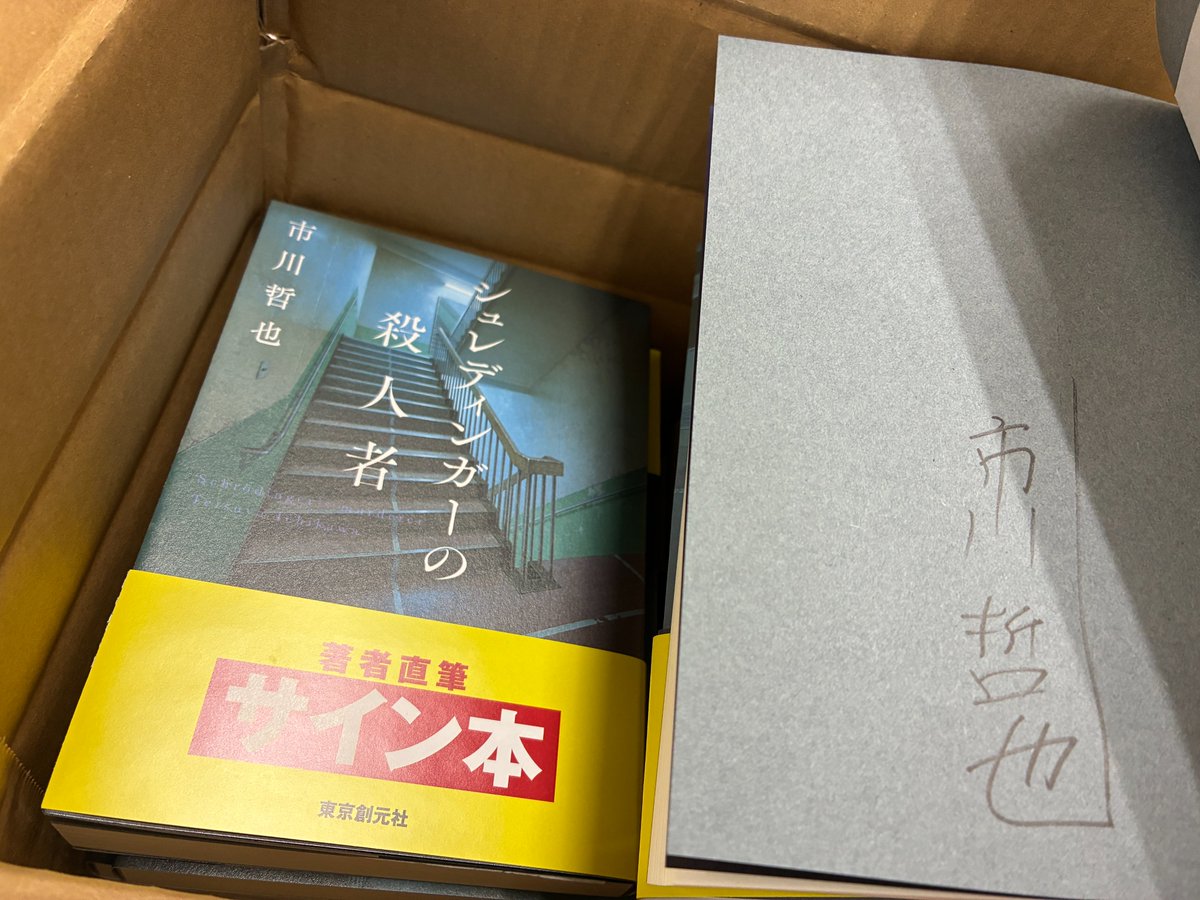 シュレディンガーの
殺人者
市川哲也
著者直筆
サイン本
東京創元社
市川哲也